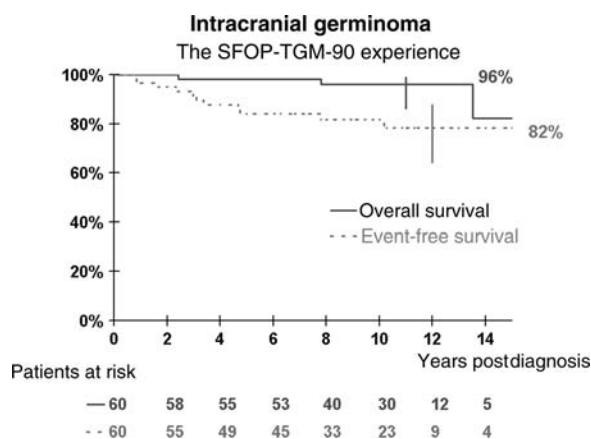 Intracranial germinoma
The SFOP-TGM-90 experience
100%
96%
80%
82%
60%
Overall survival
40%
Event-free survival
20%
0%
0 2 4 6 8 10 12 14
Years postdiagnosis
Patients at risk
60 58 55 53 40 30 12 5
60 55 49 45 33 23 9 4